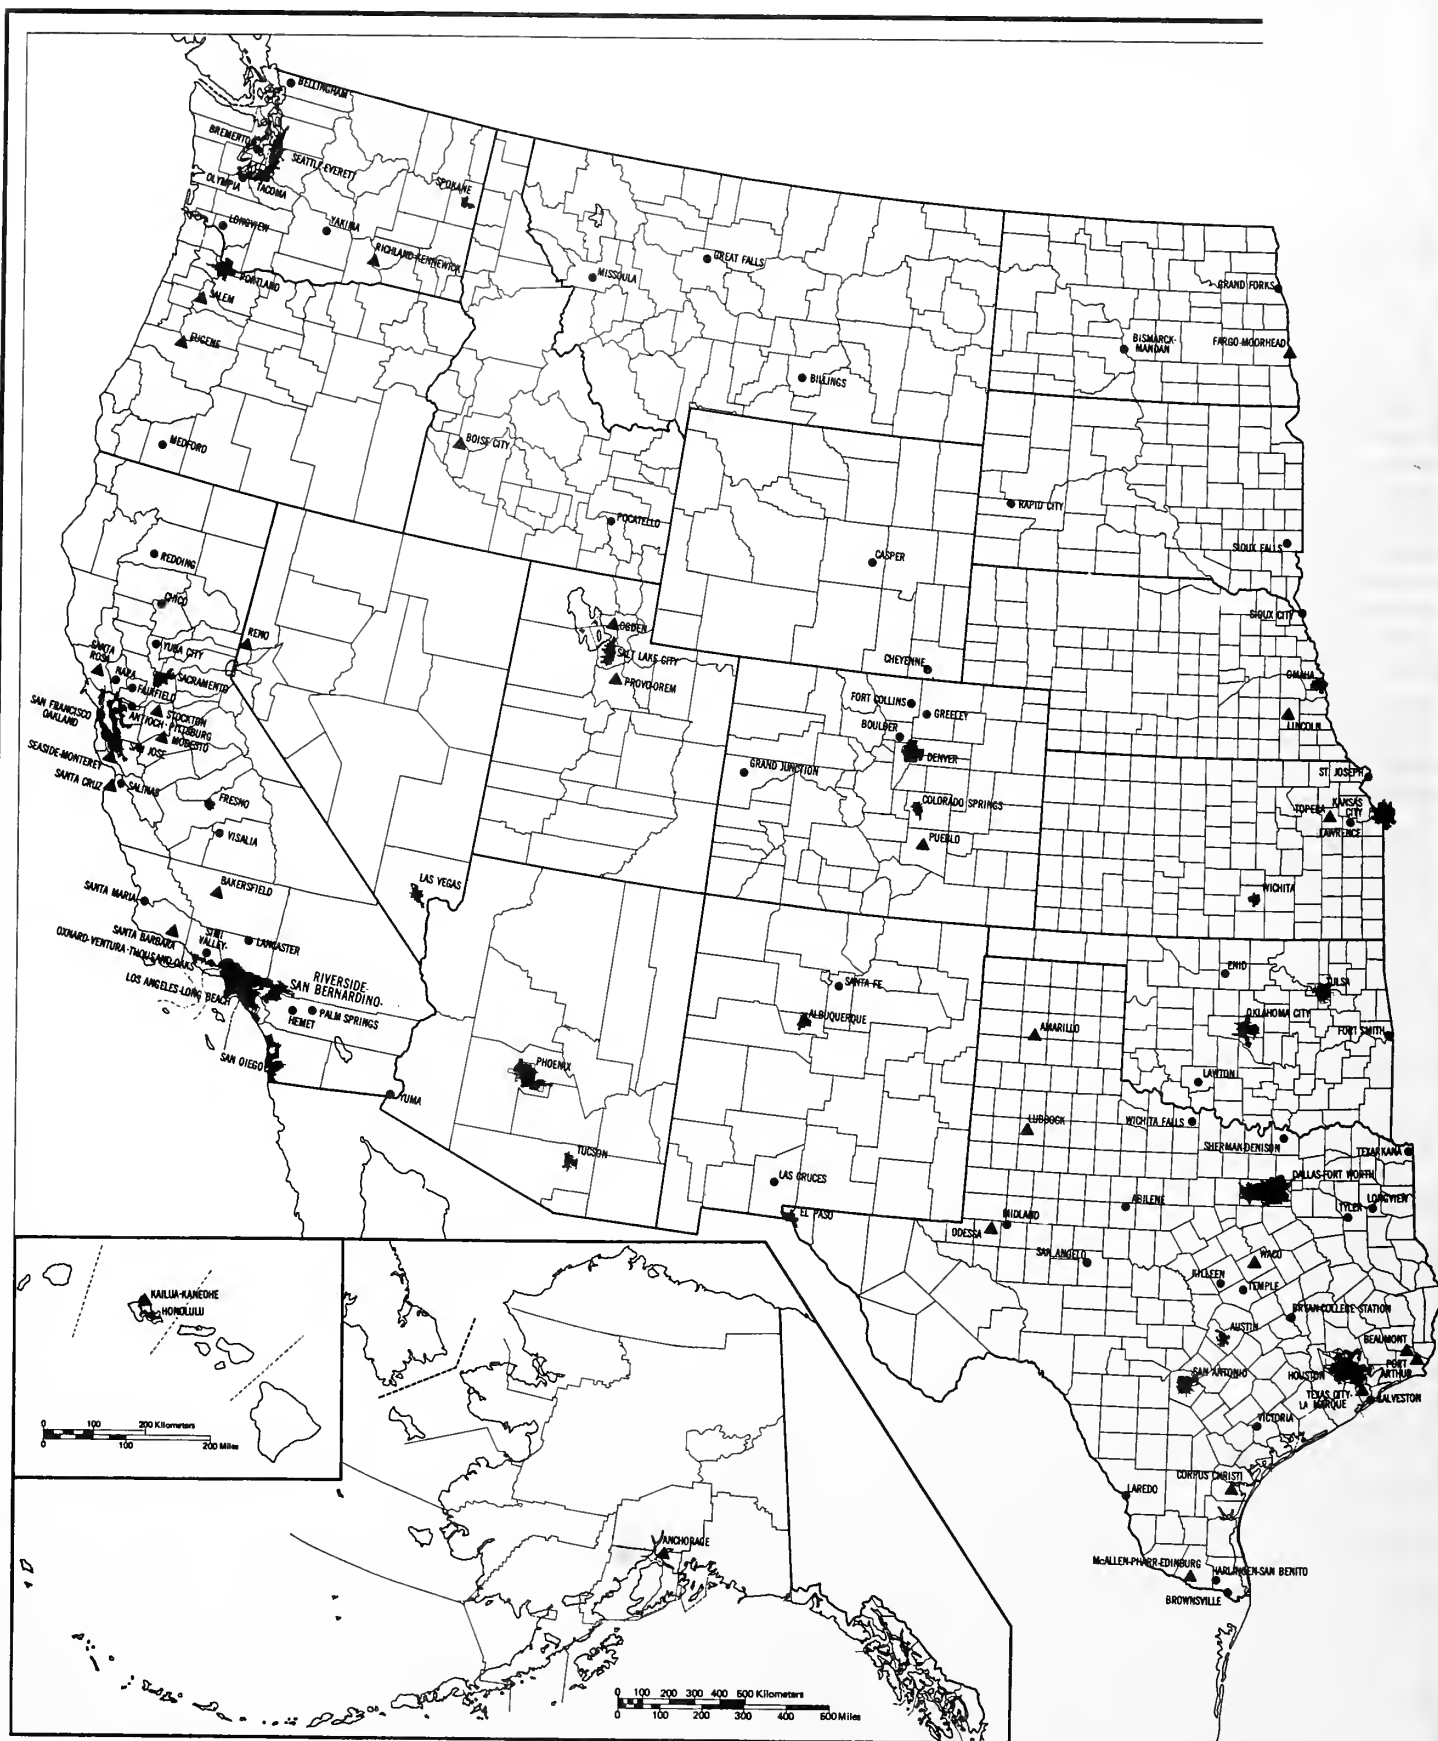 BELLINGHAM
BREMERTON
SEATTLE-EVERETT
SPOKANE
OLYMPIA
TACOMA
LONGVIEW
YAKIMA
RICHLAND-KENNEWICK
PORTLAND
SALEM
EUGENE
MEDFORD
MISSOULA
GREAT FALLS
BILLINGS
BOISE CITY
POCATELLO
GRAND FORKS
BISMARCK-
MANDAN
FARGO-MOORHEAD
RAPID CITY
SIOUX FALLS
CASPER
CHEYENNE
SIOUX CITY
OMAHA
LINCOLN
REDDING
CHICO
YUBA CITY
RENO
SANTA
ROSA
NAPA
SACRAMENTO
FAIRFIELD
SAN FRANCISCO
OAKLAND
STOCKTON
ANTIOCH-PITTSBURG
MODESTO
SAN JOSE
SEASIDE-MONTEREY
SANTA CRUZ
SALINAS
FRESNO
VISALIA
BAKERSFIELD
SANTA MARIA
SANTA BARBARA
SIMI
VALLEY
LANCASTER
OXNARD-VENTURA-THOUSAND OAKS
LOS ANGELES-LONG BEACH
RIVERSIDE-
SAN BERNARDINO-
HEMET
PALM SPRINGS
SAN DIEGO
YUMA
LAS VEGAS
OGDEN
SALT LAKE CITY
PROVO-OREM
FORT COLLINS
GREELEY
BOULDER
DENVER
GRAND JUNCTION
COLORADO SPRINGS
PUEBLO
ST. JOSEPH
TOPEKA
KANSAS
CITY
LAWRENCE
WICHITA
PHOENIX
TUCSON
SANTA FE
ALBUQUERQUE
LAS CRUCES
ENID
TULSA
OKLAHOMA CITY
FORT SMITH
LAWTON
AMARILLO
LUBBOCK
WICHITA FALLS
SHERMAN-DENISON
TEXARKANA
DALLAS-FORT WORTH
LONGVIEW
TYLER
ABILENE
EL PASO
MIDLAND
ODESSA
SAN ANGELO
WACO
KILLEEN
TEMPLE
BRYAN-COLLEGE STATION
AUSTIN
BEAUMONT
PORT
ARTHUR
SAN ANTONIO
HOUSTON
TEXAS CITY-
LA MARQUE
GALVESTON
VICTORIA
CORPUS CHRISTI
LAREDO
McALLEN-PHARR-EDINBURG
HARLINGEN-SAN BENITO
BROWNSVILLE
KAILUA-KANEOHE
HONOLULU
0 100 200 Kilometers
0 100 200 Miles
ANCHORAGE
0 100 200 300 400 500 Kilometers
0 100 200 300 400 500 Miles